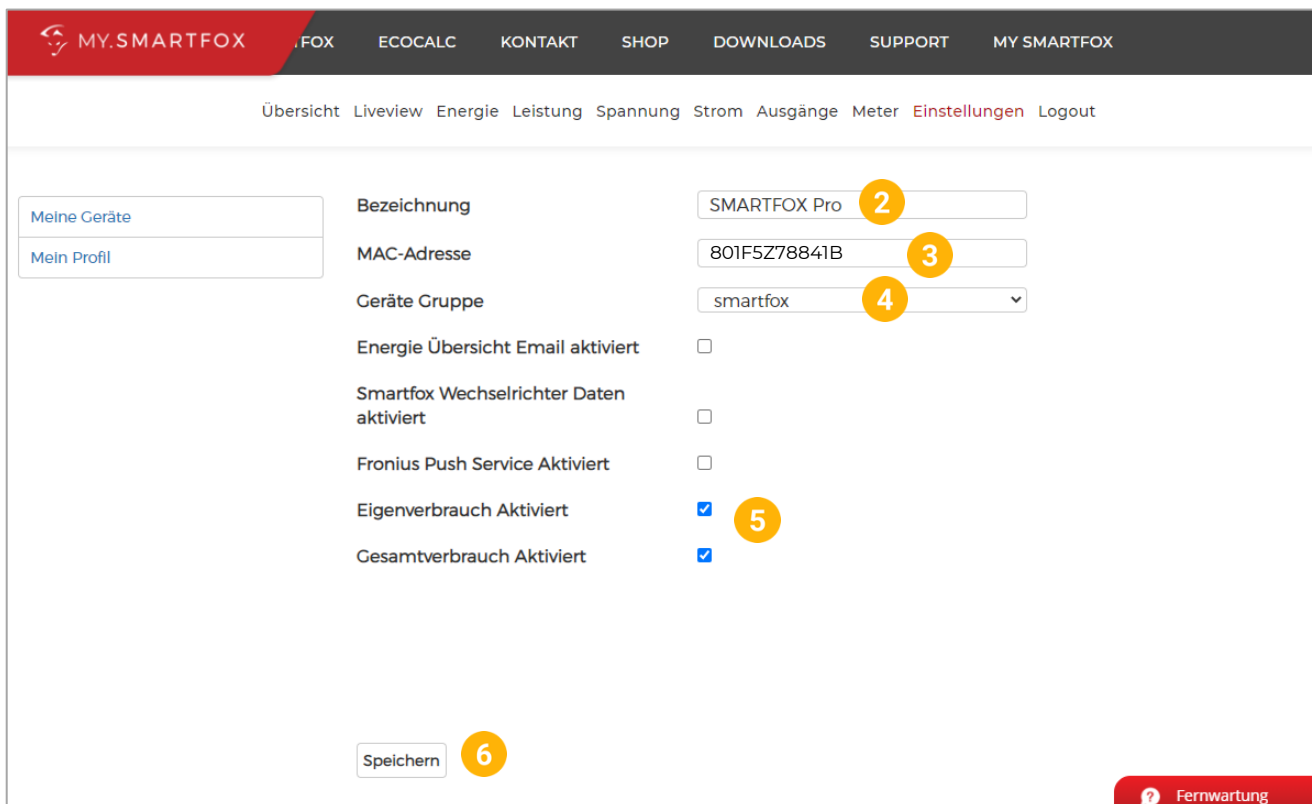 MY.SMARTFOX TFOX ECOCALC KONTAKT SHOP DOWNLOADS SUPPORT MY SMARTFOX
Übersicht Liveview Energie Leistung Spannung Strom Ausgänge Meter Einstellungen Logout
Meine Geräte
Mein Profil
Bezeichnung SMARTFOX Pro 2
MAC-Adresse 801F5Z78841B 3
Geräte Gruppe smartfox 4
Energie Übersicht Email aktiviert
Smartfox Wechselrichter Daten
aktiviert
Fronius Push Service Aktiviert
Eigenverbrauch Aktiviert 5
Gesamtverbrauch Aktiviert
Speichern 6
? Fernwartung